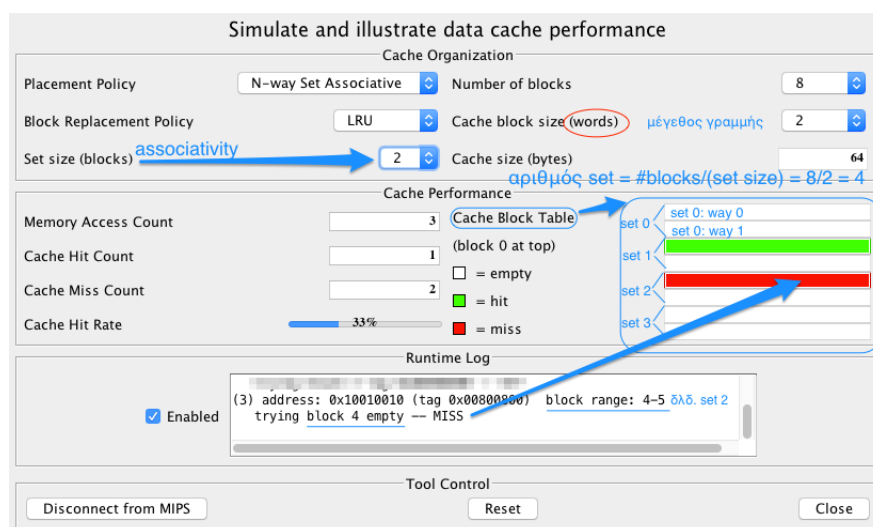 Simulate and illustrate data cache performance
Cache Organization
Placement Policy N-way Set Associative Number of blocks 8
Block Replacement Policy LRU Cache block size (words) μέγεθος γραμμής 2
associativity
Set size (blocks) 2 Cache size (bytes) 64
αριθμός set = #blocks/(set size) = 8/2 = 4
Cache Performance
Memory Access Count 3 Cache Block Table set 0 set 0: way 0
set 0: way 1
Cache Hit Count 1 (block 0 at top) set 1
= empty
Cache Miss Count 2 set 2
= hit
Cache Hit Rate 33% = miss set 3
Runtime Log
(3) address: 0x10010010 (tag 0x00800800) block range: 4-5 δλδ. set 2
Enabled trying block 4 empty -- MISS
Tool Control
Disconnect from MIPS Reset Close